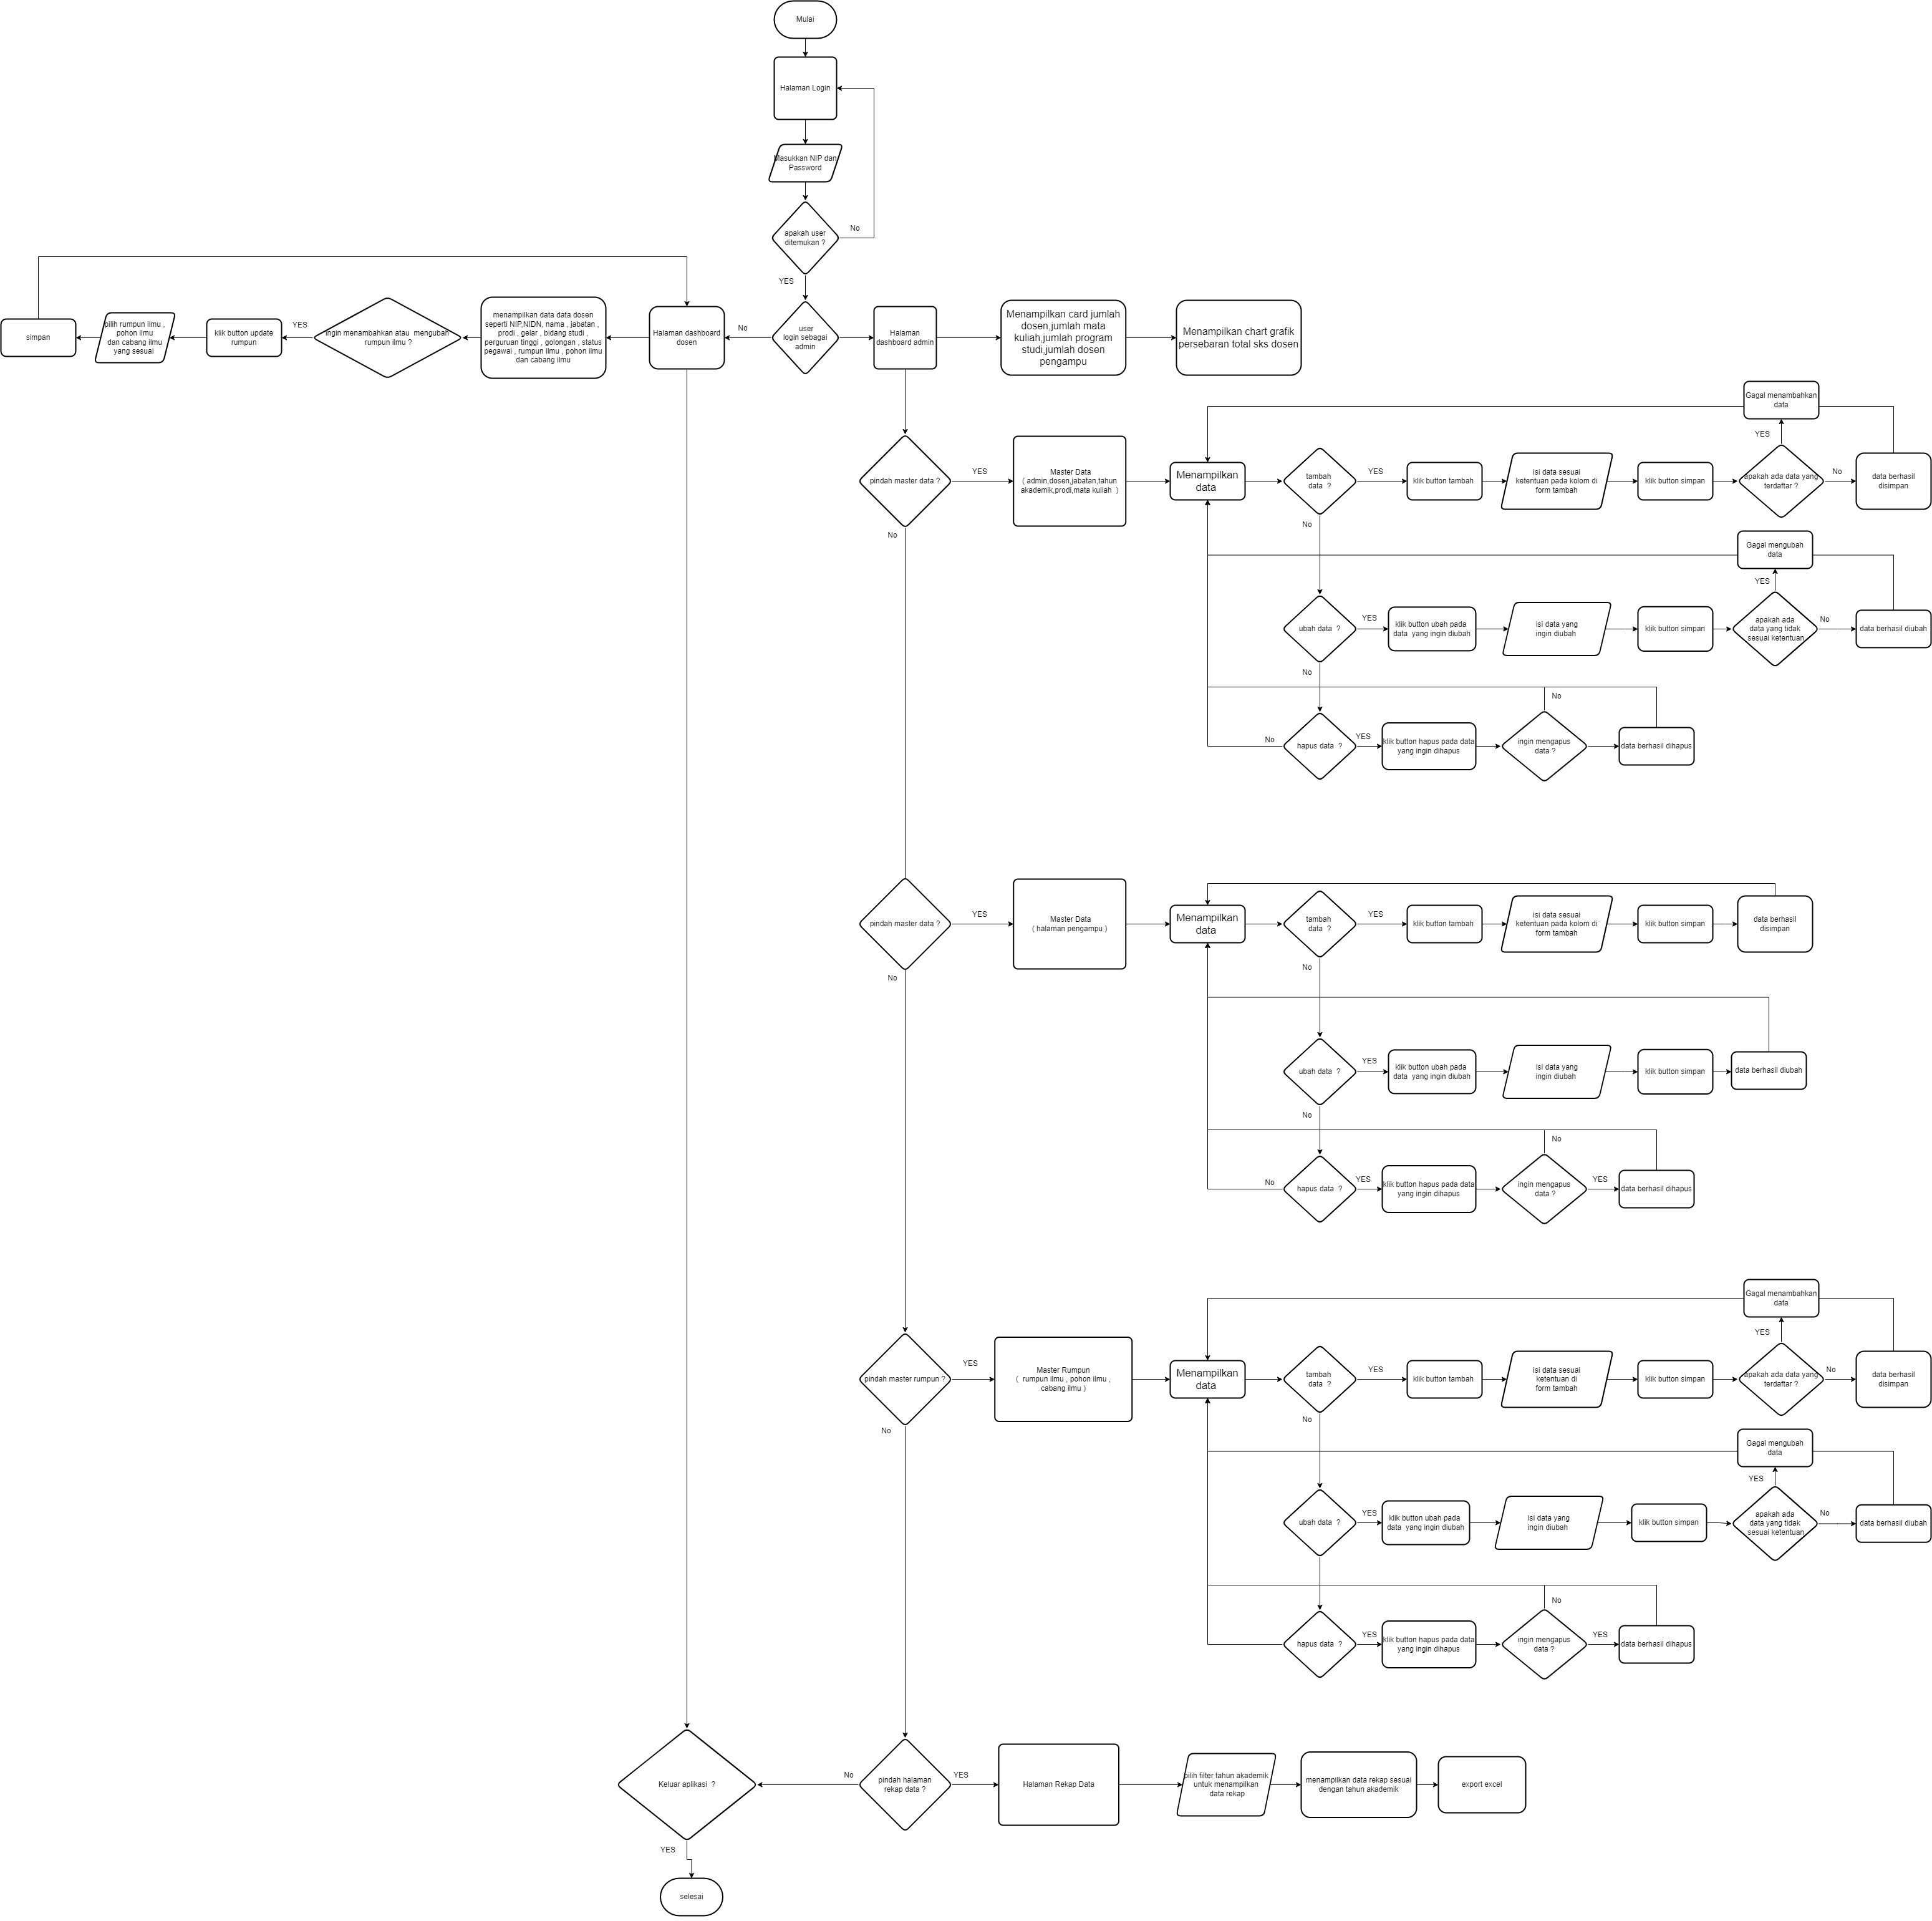 Mulai
Halaman Login
Masukkan NIP dan
Password
apakah user
ditemukan ?
No
YES
simpan
pilih rumpun ilmu ,
pohon ilmu
dan cabang ilmu
yang sesuai
klik button update
rumpun
YES
ingin menambahkan atau  mengubah
rumpun ilmu ?
menampilkan data data dosen
seperti NIP,NIDN, nama , jabatan ,
prodi , gelar , bidang studi ,
perguruan tinggi , golongan , status
pegawai , rumpun ilmu , pohon ilmu
dan cabang ilmu
Halaman dashboard
dosen
No
user
login sebagai
admin
Halaman
dashboard admin
Menampilkan card jumlah
dosen,jumlah mata
kuliah,jumlah program
studi,jumlah dosen
pengampu
Menampilkan chart grafik
persebaran total sks dosen
pindah master data ?
YES
No
Master Data
( admin,dosen,jabatan,tahun
akademik,prodi,mata kuliah  )
Menampilkan
data
tambah
data  ?
YES
No
klik button tambah
isi data sesuai
ketentuan pada kolom di
form tambah
klik button simpan
apakah ada data yang
terdaftar ?
YES
Gagal menambahkan
data
No
data berhasil
disimpan
ubah data  ?
YES
No
klik button ubah pada
data  yang ingin diubah
isi data yang
ingin diubah
klik button simpan
apakah ada
data yang tidak
sesuai ketentuan
YES
Gagal mengubah
data
No
data berhasil diubah
hapus data  ?
No
YES
klik button hapus pada data
yang ingin dihapus
ingin mengapus
data ?
No
data berhasil dihapus
pindah master data ?
YES
No
Master Data
( halaman pengampu )
Menampilkan
data
tambah
data  ?
YES
No
klik button tambah
isi data sesuai
ketentuan pada kolom di
form tambah
klik button simpan
data berhasil
disimpan
ubah data  ?
YES
No
klik button ubah pada
data  yang ingin diubah
isi data yang
ingin diubah
klik button simpan
data berhasil diubah
hapus data  ?
No
YES
klik button hapus pada data
yang ingin dihapus
ingin mengapus
data ?
No
YES
data berhasil dihapus
pindah master rumpun ?
YES
No
Master Rumpun
(  rumpun ilmu , pohon ilmu ,
cabang ilmu )
Menampilkan
data
tambah
data  ?
YES
No
klik button tambah
isi data sesuai
ketentuan di
form tambah
klik button simpan
apakah ada data yang
terdaftar ?
YES
Gagal menambahkan
data
No
data berhasil
disimpan
ubah data  ?
YES
klik button ubah pada
data  yang ingin diubah
isi data yang
ingin diubah
klik button simpan
apakah ada
data yang tidak
sesuai ketentuan
YES
Gagal mengubah
data
No
data berhasil diubah
hapus data  ?
YES
klik button hapus pada data
yang ingin dihapus
ingin mengapus
data ?
No
YES
data berhasil dihapus
Keluar aplikasi  ?
No
pindah halaman
rekap data ?
YES
Halaman Rekap Data
pilih filter tahun akademik
untuk menampilkan
data rekap
menampilkan data rekap sesuai
dengan tahun akademik
export excel
YES
selesai